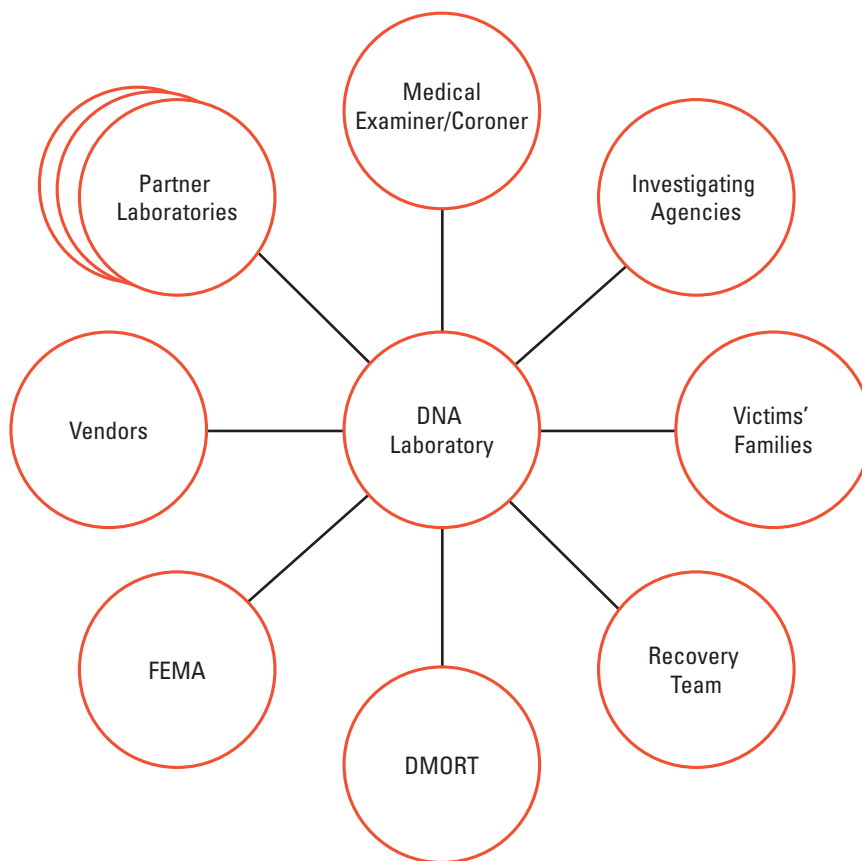 Medical
Examiner/Coroner
Partner
Laboratories
Investigating
Agencies
Vendors
DNA
Laboratory
Victims’
Families
FEMA
Recovery
Team
DMORT